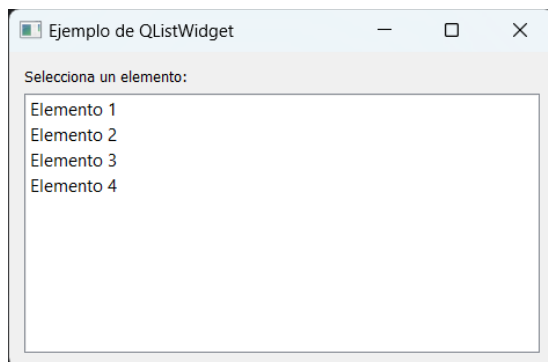 Ejemplo de QListWidget
Selecciona un elemento:
Elemento 1
Elemento 2
Elemento 3
Elemento 4